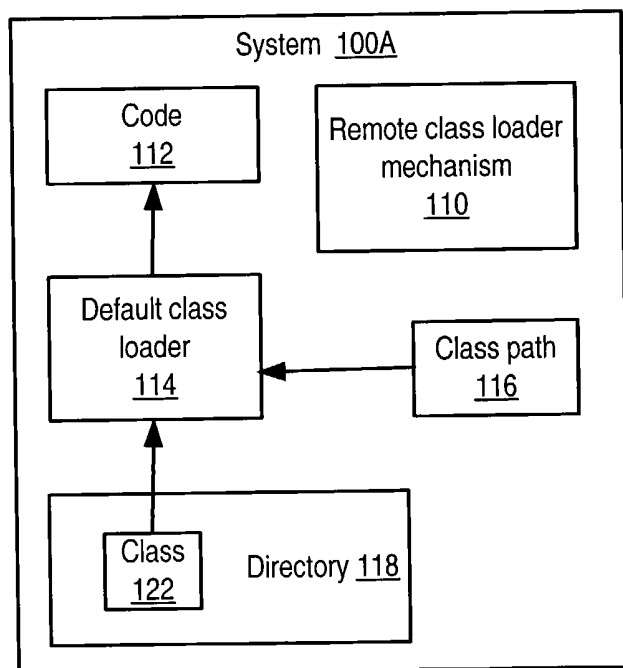 System 100A
Code
112
Remote class loader
mechanism
110
Default class
loader
114
Class path
116
Class
122
Directory 118